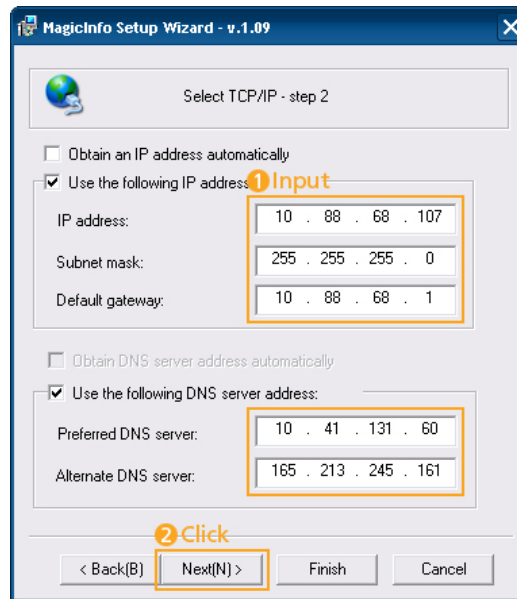 MagicInfo Setup Wizard - v.1.09
Select TCP/IP - step 2
Obtain an IP address automatically
Use the following IP address
1 Input
IP address: 10 . 88 . 68 . 107
Subnet mask: 255 . 255 . 255 . 0
Default gateway: 10 . 88 . 68 . 1
Obtain DNS server address automatically
Use the following DNS server address:
Preferred DNS server: 10 . 41 . 131 . 60
Alternate DNS server: 165 . 213 . 245 . 161
2 Click
< Back(B) Next(N) > Finish Cancel